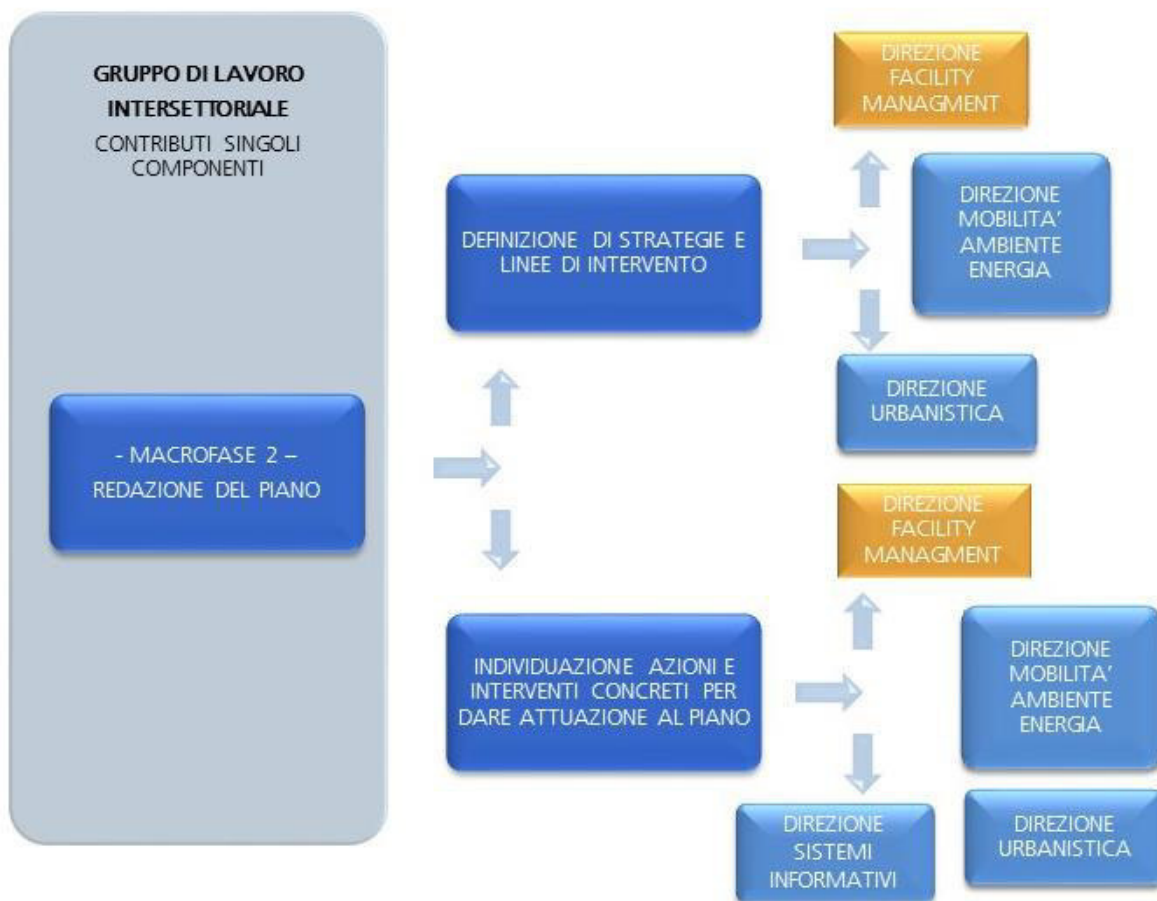 GRUPPO DI LAVORO
INTERSETTORIALE
CONTRIBUTI SINGOLI
COMPONENTI
- MACROFASE 2 –
REDAZIONE DEL PIANO
DEFINIZIONE DI STRATEGIE E
LINEE DI INTERVENTO
DIREZIONE
FACILITY
MANAGMENT
DIREZIONE
MOBILITA’
AMBIENTE
ENERGIA
DIREZIONE
URBANISTICA
INDIVIDUAZIONE AZIONI E
INTERVENTI CONCRETI PER
DARE ATTUAZIONE AL PIANO
DIREZIONE
FACILITY
MANAGMENT
DIREZIONE
MOBILITA’
AMBIENTE
ENERGIA
DIREZIONE
SISTEMI
INFORMATIVI
DIREZIONE
URBANISTICA